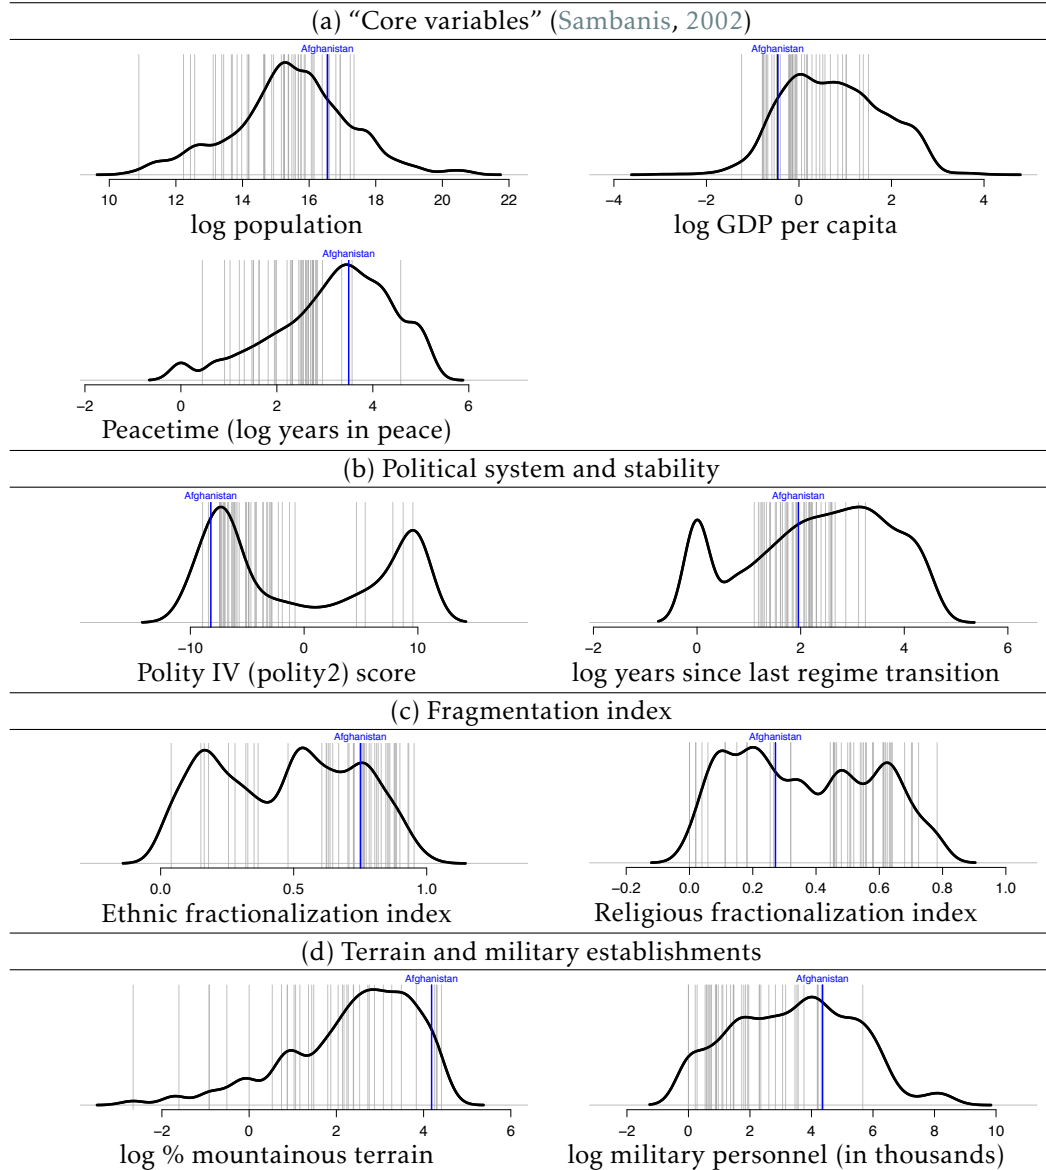 (a) “Core variables” (Sambanis, 2002)
Afghanistan
10 12 14 16 18 20 22
log population
Afghanistan
−4 −2 0 2 4
log GDP per capita
Afghanistan
−2 0 2 4 6
Peacetime (log years in peace)
(b) Political system and stability
Afghanistan
−10 0 10
Polity IV (polity2) score
Afghanistan
−2 0 2 4 6
log years since last regime transition
(c) Fragmentation index
Afghanistan
0.0 0.5 1.0
Ethnic fractionalization index
Afghanistan
−0.2 0.0 0.2 0.4 0.6 0.8 1.0
Religious fractionalization index
(d) Terrain and military establishments
Afghanistan
−2 0 2 4 6
log % mountainous terrain
Afghanistan
−2 0 2 4 6 8 10
log military personnel (in thousands)